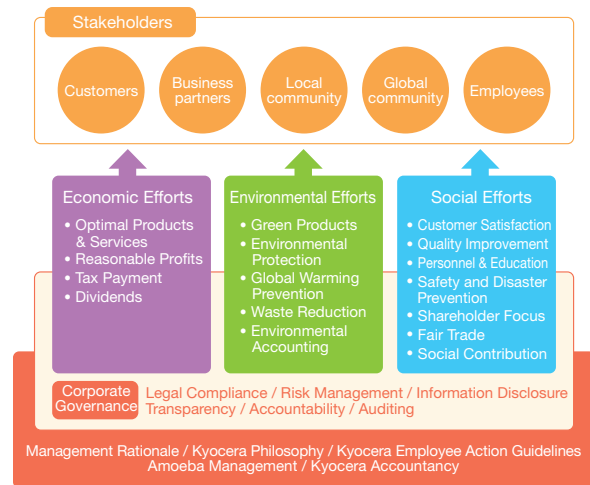 Stakeholders
Customers
Business
partners
Local
community
Global
community
Employees
Economic Efforts
• Optimal Products
& Services
• Reasonable Profits
• Tax Payment
• Dividends
Environmental Efforts
• Green Products
• Environmental
Protection
• Global Warming
Prevention
• Waste Reduction
• Environmental
Accounting
Social Efforts
• Customer Satisfaction
• Quality Improvement
• Personnel & Education
• Safety and Disaster
Prevention
• Shareholder Focus
• Fair Trade
• Social Contribution
Corporate
Governance
Legal Compliance / Risk Management / Information Disclosure
Transparency / Accountability / Auditing
Management Rationale / Kyocera Philosophy / Kyocera Employee Action Guidelines
Amoeba Management / Kyocera Accountancy